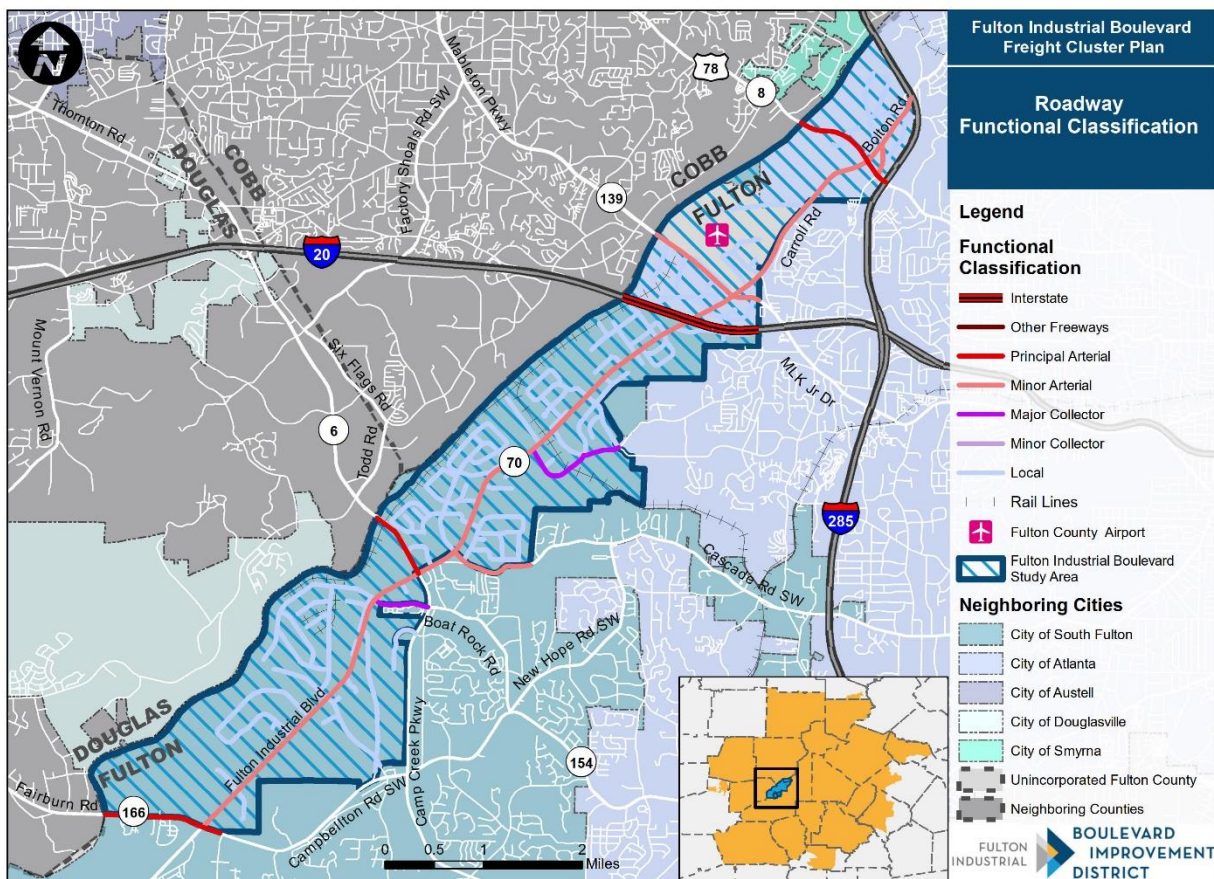 Fulton Industrial Boulevard
Freight Cluster Plan
Roadway
Functional Classification
Legend
Functional
Classification
Interstate
Other Freeways
Principal Arterial
Minor Arterial
Major Collector
Minor Collector
Local
Rail Lines
Fulton County Airport
Fulton Industrial Boulevard
Study Area
Neighboring Cities
City of South Fulton
City of Atlanta
City of Austell
City of Douglasville
City of Smyrna
Unincorporated Fulton County
Neighboring Counties
FULTON
INDUSTRIAL
BOULEVARD
IMPROVEMENT
DISTRICT
N
Thornton Rd
COBB
DOUGLAS
Factory Shoals Rd SW
Mableton Pkwy
78
8
Bolton Rd
COBB
FULTON
139
Carroll Rd
20
Mount Vernon Rd
Six Flags Rd
6
Todd Rd
MLK Jr Dr
70
285
Cascade Rd SW
Boat Rock Rd
New Hope Rd SW
Fulton Industrial Blvd
Camp Creek Pkwy
DOUGLAS
FULTON
154
Fairburn Rd
166
Campbellton Rd SW
0 0.5 1 2
Miles